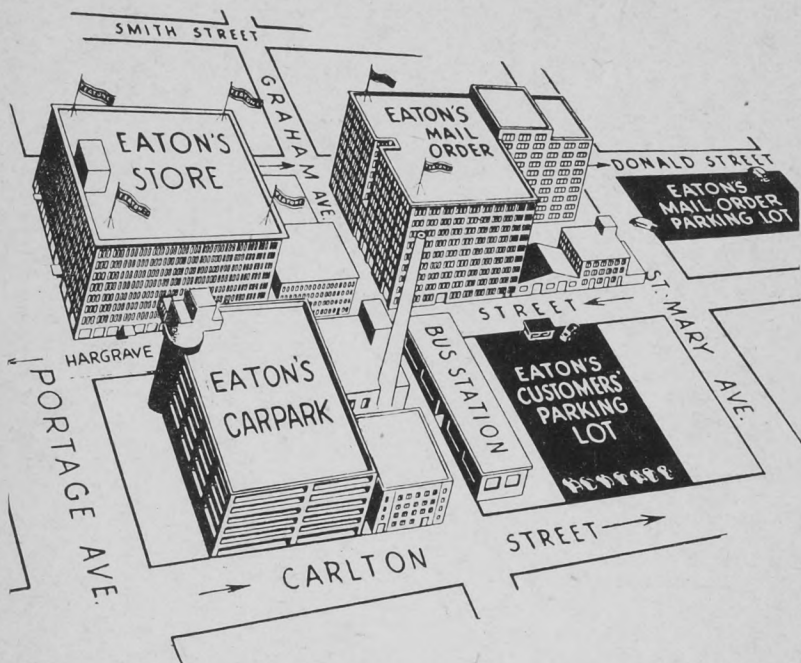 SMITH STREET
GRAHAM AVE.
EATON'S
STORE
EATON'S
MAIL
ORDER
DONALD STREET
EATON'S
MAIL ORDER
PARKING LOT
HARGRAVE
STREET
ST. MARY AVE.
PORTAGE AVE.
EATON'S
CARPARK
BUS STATION
EATON'S
CUSTOMERS'
PARKING
LOT
CARLTON STREET